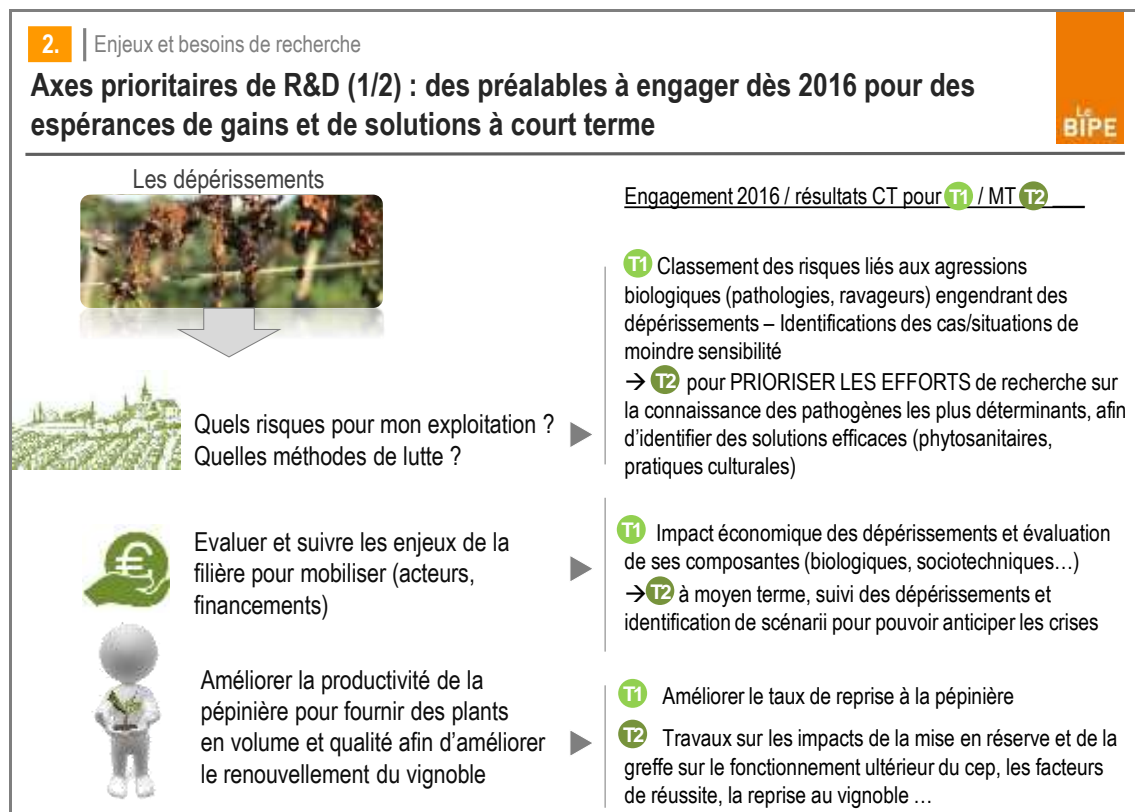 2. Enjeux et besoins de recherche
Axes prioritaires de R&D (1/2) : des préalables à engager dès 2016 pour des
espérances de gains et de solutions à court terme
Le
BIPE
Les dépérissements
Engagement 2016 / résultats CT pour T1 / MT T2
T1 Classement des risques liés aux agressions
biologiques (pathologies, ravageurs) engendrant des
dépérissements – Identifications des cas/situations de
moindre sensibilité
→ T2 pour PRIORISER LES EFFORTS de recherche sur
la connaissance des pathogènes les plus déterminants, afin
d’identifier des solutions efficaces (phytosanitaires,
pratiques culturales)
Quels risques pour mon exploitation ?
Quelles méthodes de lutte ?
Evaluer et suivre les enjeux de la
filière pour mobiliser (acteurs,
financements)
T1 Impact économique des dépérissements et évaluation
de ses composantes (biologiques, sociotechniques…)
→ T2 à moyen terme, suivi des dépérissements et
identification de scénarii pour pouvoir anticiper les crises
Améliorer la productivité de la
pépinière pour fournir des plants
en volume et qualité afin d’améliorer
le renouvellement du vignoble
T1 Améliorer le taux de reprise à la pépinière
T2 Travaux sur les impacts de la mise en réserve et de la
greffe sur le fonctionnement ultérieur du cep, les facteurs
de réussite, la reprise au vignoble …